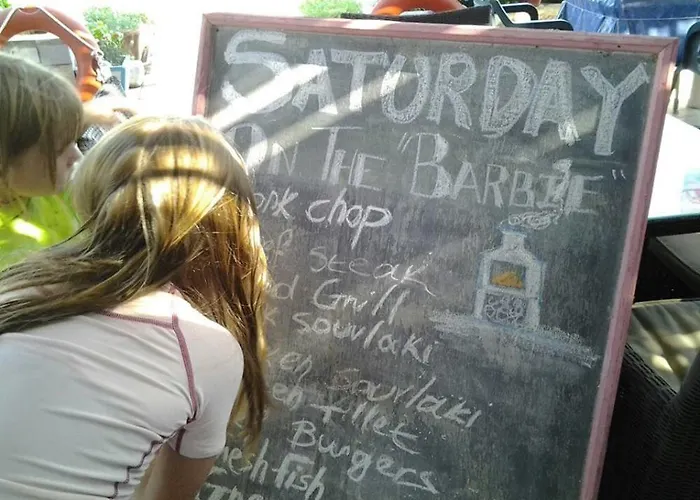 SATURDAY
ON THE "BARBIE"
chop
steak
Grill
souvlaki
souvlaki
fillet
Burgers
fish